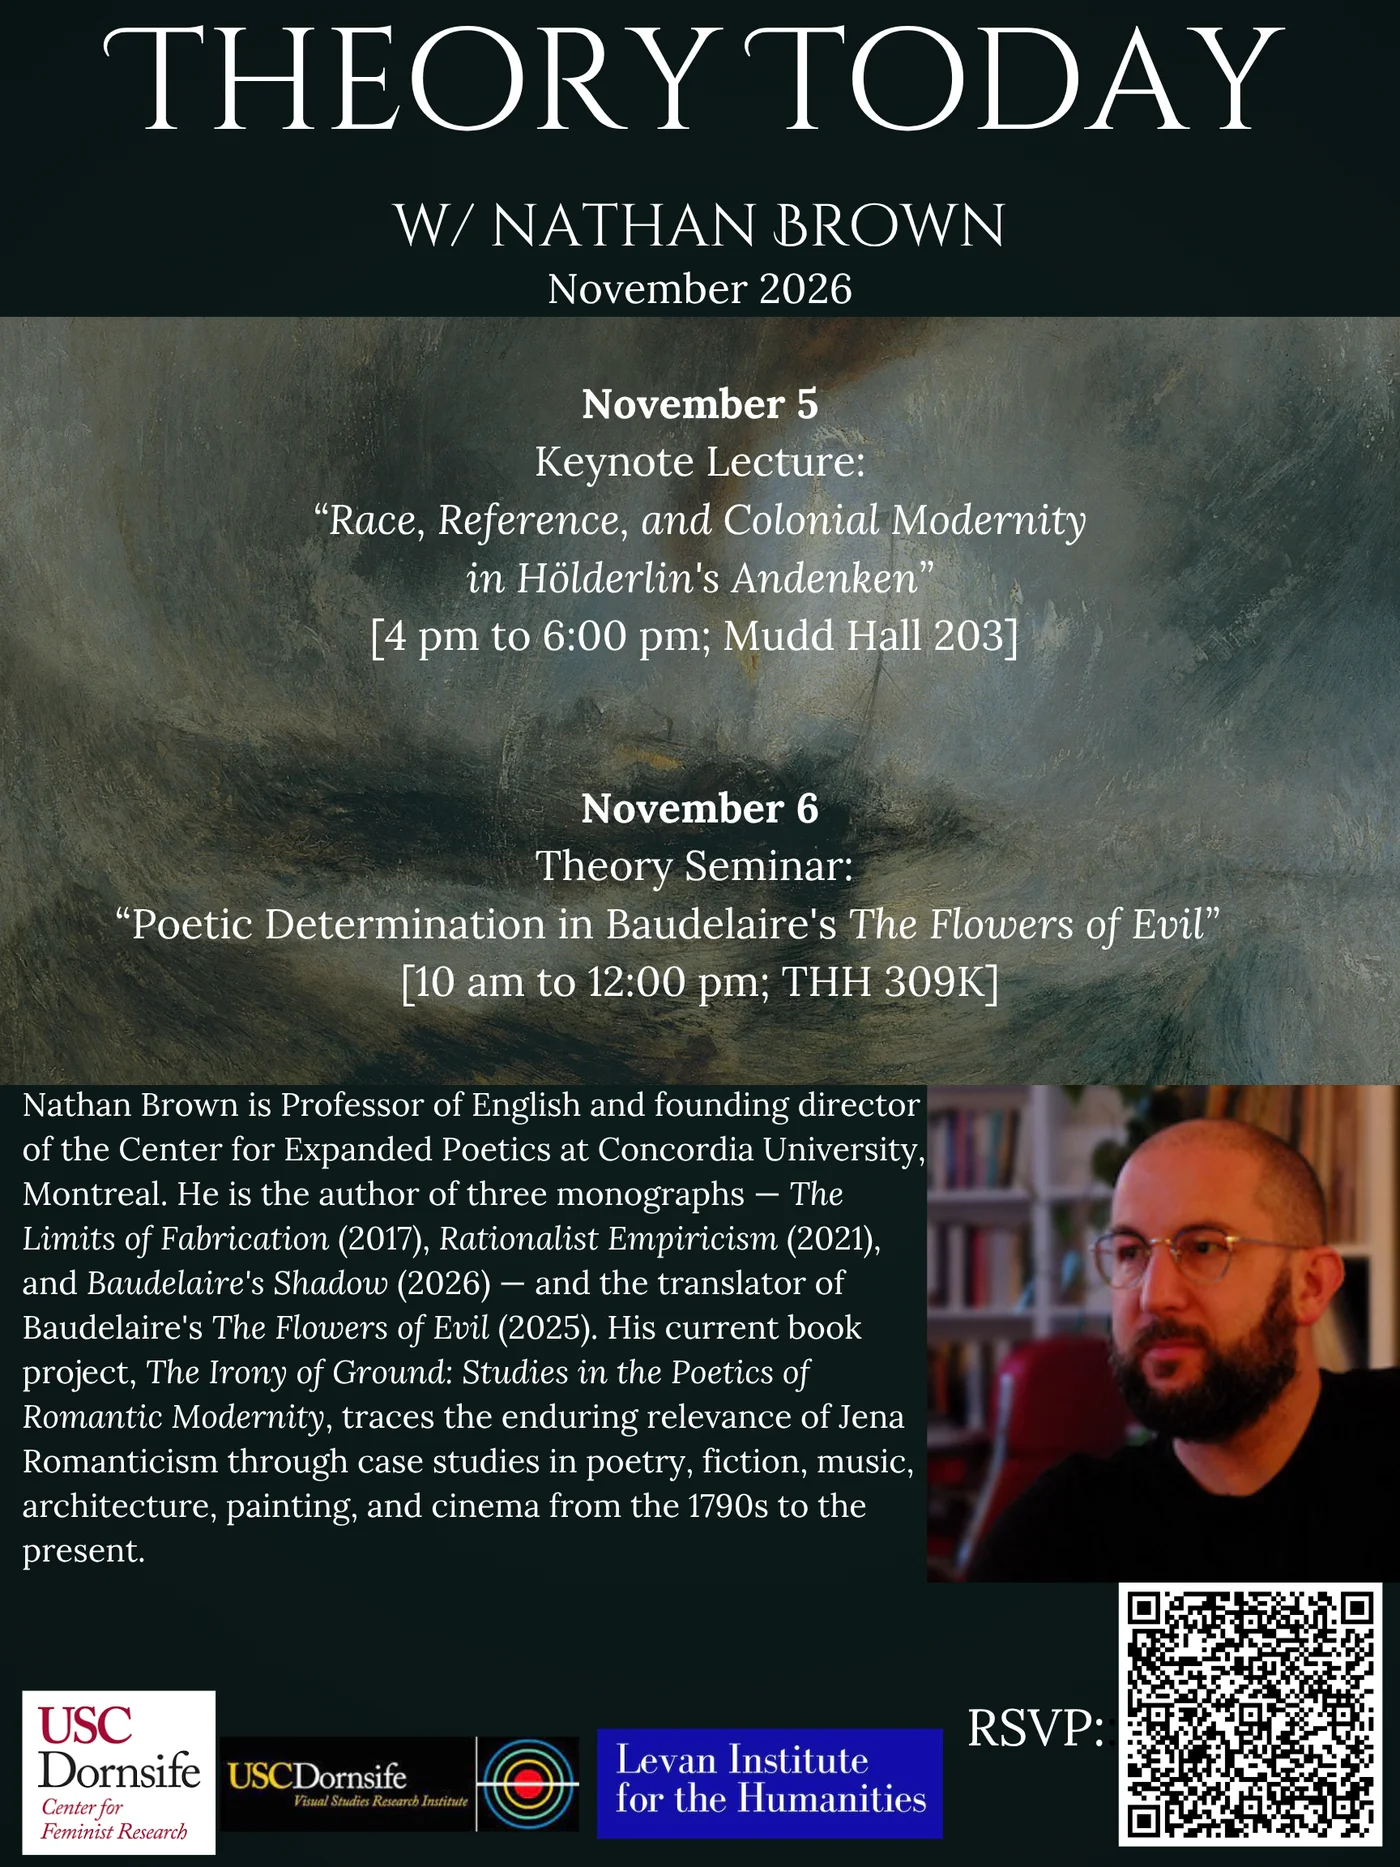 THEORY TODAY
W/ NATHAN BROWN
November 2026
November 5
Keynote Lecture:
“Race, Reference, and Colonial Modernity
in Hölderlin's Andenken”
[4 pm to 6:00 pm; Mudd Hall 203]
November 6
Theory Seminar:
“Poetic Determination in Baudelaire's The Flowers of Evil”
[10 am to 12:00 pm; THH 309K]
Nathan Brown is Professor of English and founding director
of the Center for Expanded Poetics at Concordia University,
Montreal. He is the author of three monographs — The
Limits of Fabrication (2017), Rationalist Empiricism (2021),
and Baudelaire's Shadow (2026) — and the translator of
Baudelaire's The Flowers of Evil (2025). His current book
project, The Irony of Ground: Studies in the Poetics of
Romantic Modernity, traces the enduring relevance of Jena
Romanticism through case studies in poetry, fiction, music,
architecture, painting, and cinema from the 1790s to the
present.
USC
Dornsife
Center for
Feminist Research
USCDornsife
Visual Studies Research Institute
Levan Institute
for the Humanities
RSVP: